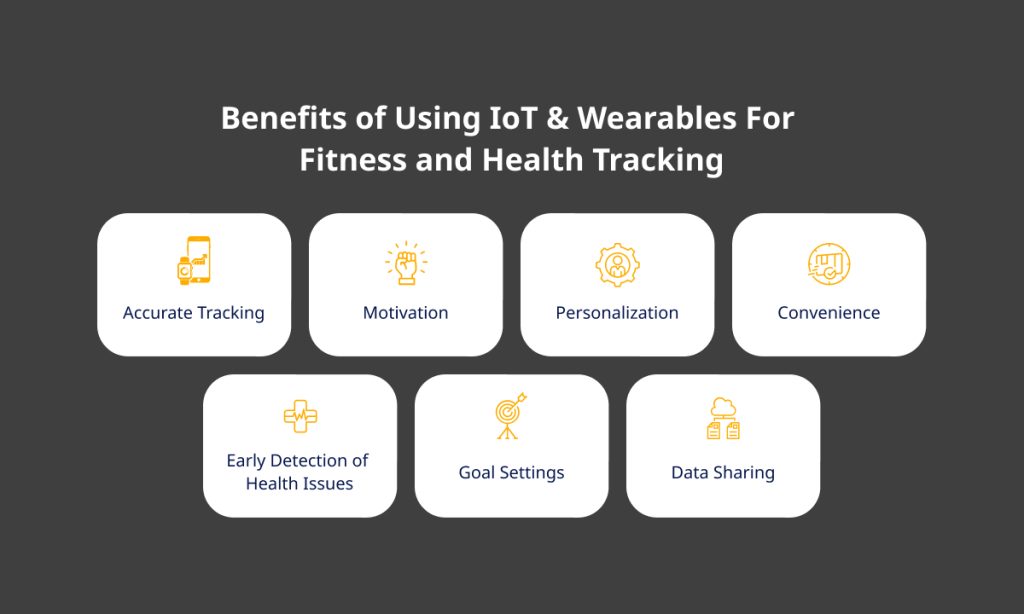 Benefits of Using IoT & Wearables For
Fitness and Health Tracking
Accurate Tracking
Motivation
Personalization
Convenience
Early Detection of
Health Issues
Goal Settings
Data Sharing